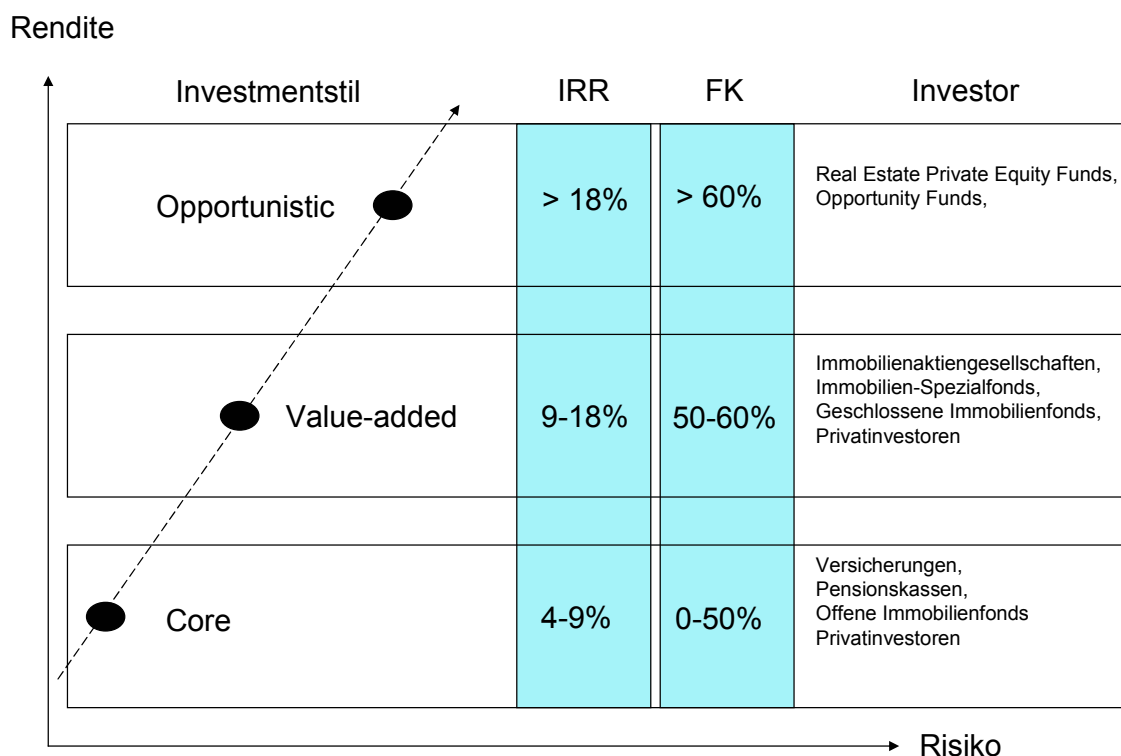 Rendite
Investmentstil IRR FK Investor
Opportunistic > 18% > 60%
Real Estate Private Equity Funds,
Opportunity Funds,
Value-added 9-18% 50-60%
Immobilienaktiengesellschaften,
Immobilien-Spezialfonds,
Geschlossene Immobilienfonds,
Privatinvestoren
Core 4-9% 0-50%
Versicherungen,
Pensionskassen,
Offene Immobilienfonds
Privatinvestoren
Risiko